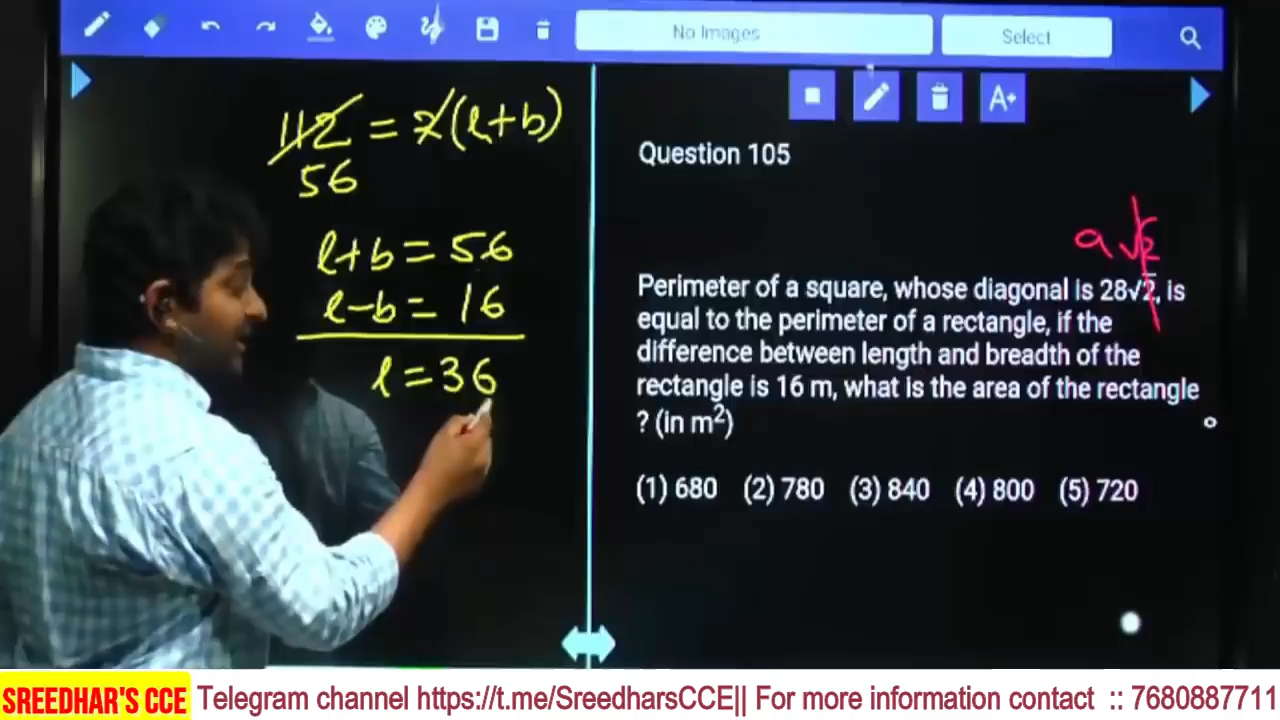 No Images
Select
A+
112 = 2(l+b)
56
l+b = 56
l-b = 16
l = 36
Question 105
a√2
Perimeter of a square, whose diagonal is 28√2, is
equal to the perimeter of a rectangle, if the
difference between length and breadth of the
rectangle is 16 m, what is the area of the rectangle
? (in m²)
(1) 680 (2) 780 (3) 840 (4) 800 (5) 720
SREEDHAR'S CCE
Telegram channel https://t.me/SreedharsCCE|| For more information contact :: 7680887711